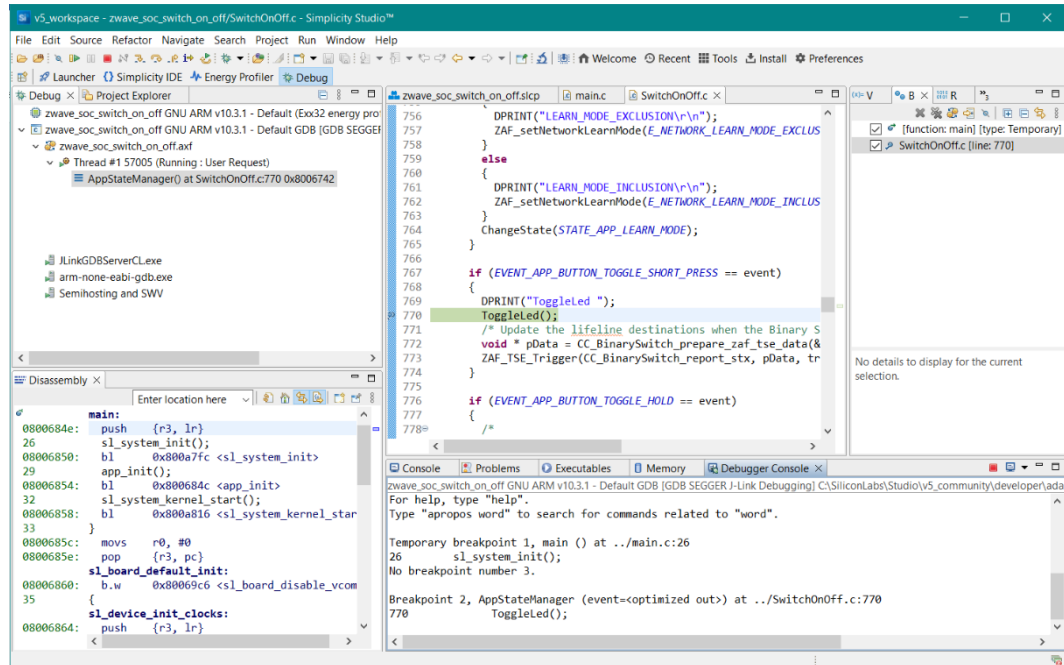 v5_workspace - zwave_soc_switch_on_off/SwitchOnOff.c - Simplicity Studio™
File Edit Source Refactor Navigate Search Project Run Window Help
Welcome Recent Tools Install Preferences
Launcher {} Simplicity IDE Energy Profiler Debug
Debug Project Explorer
zwave_soc_switch_on_off GNU ARM v10.3.1 - Default (Exx32 energy pro
zwave_soc_switch_on_off GNU ARM v10.3.1 - Default GDB [GDB SEGGER
zwave_soc_switch_on_off.axf
Thread #1 57005 (Running : User Request)
AppStateManager() at SwitchOnOff.c:770 0x8006742
JLinkGDBServerCL.exe
arm-none-eabi-gdb.exe
Semihosting and SWV
zwave_soc_switch_on_off.slcp main.c SwitchOnOff.c
756 DPRINT("LEARN_MODE_EXCLUSION\r\n");
757 ZAF_setNetworkLearnMode(E_NETWORK_LEARN_MODE_EXCLUS
758 }
759 else
760 {
761 DPRINT("LEARN_MODE_INCLUSION\r\n");
762 ZAF_setNetworkLearnMode(E_NETWORK_LEARN_MODE_INCLUS
763 }
764 ChangeState(STATE_APP_LEARN_MODE);
765 }
766
767 if (EVENT_APP_BUTTON_TOGGLE_SHORT_PRESS == event)
768 {
769 DPRINT("ToggleLed ");
770 ToggleLed();
771 /* Update the lifeline destinations when the Binary S
772 void * pData = CC_BinarySwitch_prepare_zaf_tse_data(&
773 ZAF_TSE_Trigger(CC_BinarySwitch_report_stx, pData, tr
774 }
775
776 if (EVENT_APP_BUTTON_TOGGLE_HOLD == event)
777 {
778 /*
V B R 3
[function: main] [type: Temporary]
SwitchOnOff.c [line: 770]
No details to display for the current
selection.
Disassembly
Enter location here
main:
0800684e: push {r3, lr}
26 sl_system_init();
08006850: bl 0x800a7fc <sl_system_init>
29 app_init();
08006854: bl 0x800684c <app_init>
32 sl_system_kernel_start();
08006858: bl 0x800a816 <sl_system_kernel_star
33 }
0800685c: movs r0, #0
0800685e: pop {r3, pc}
sl_board_default_init:
08006860: b.w 0x80069c6 <sl_board_disable_vcom
35 {
sl_device_init_clocks:
08006864: push {r3, lr}
Console Problems Executables Memory Debugger Console
zwave_soc_switch_on_off GNU ARM v10.3.1 - Default GDB [GDB SEGGER J-Link Debugging] C:\SiliconLabs\Studio\v5_community\developer\ada
For help, type "help".
Type "apropos word" to search for commands related to "word".
Temporary breakpoint 1, main () at ../main.c:26
26 sl_system_init();
No breakpoint number 3.
Breakpoint 2, AppStateManager (event=<optimized out>) at ../SwitchOnOff.c:770
770 ToggleLed();